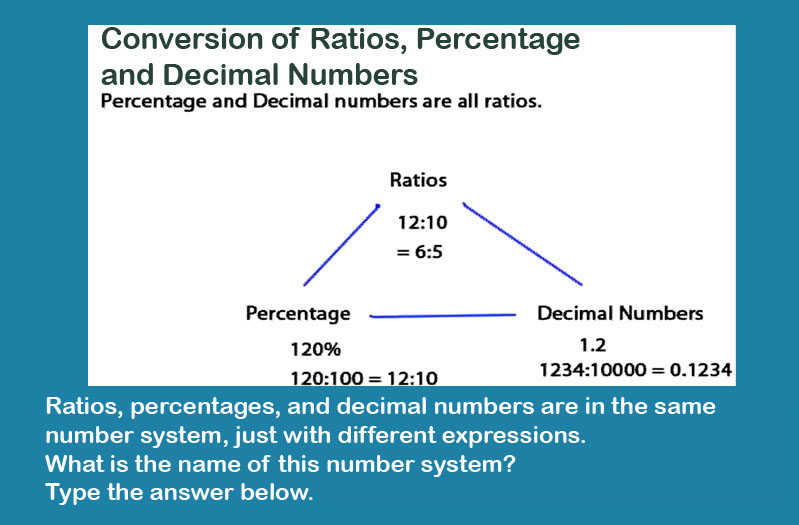 Conversion of Ratios, Percentage
and Decimal Numbers
Percentage and Decimal numbers are all ratios.
Ratios
12:10
= 6:5
Percentage
120%
120:100 = 12:10
Decimal Numbers
1.2
1234:10000 = 0.1234
Ratios, percentages, and decimal numbers are in the same
number system, just with different expressions.
What is the name of this number system?
Type the answer below.